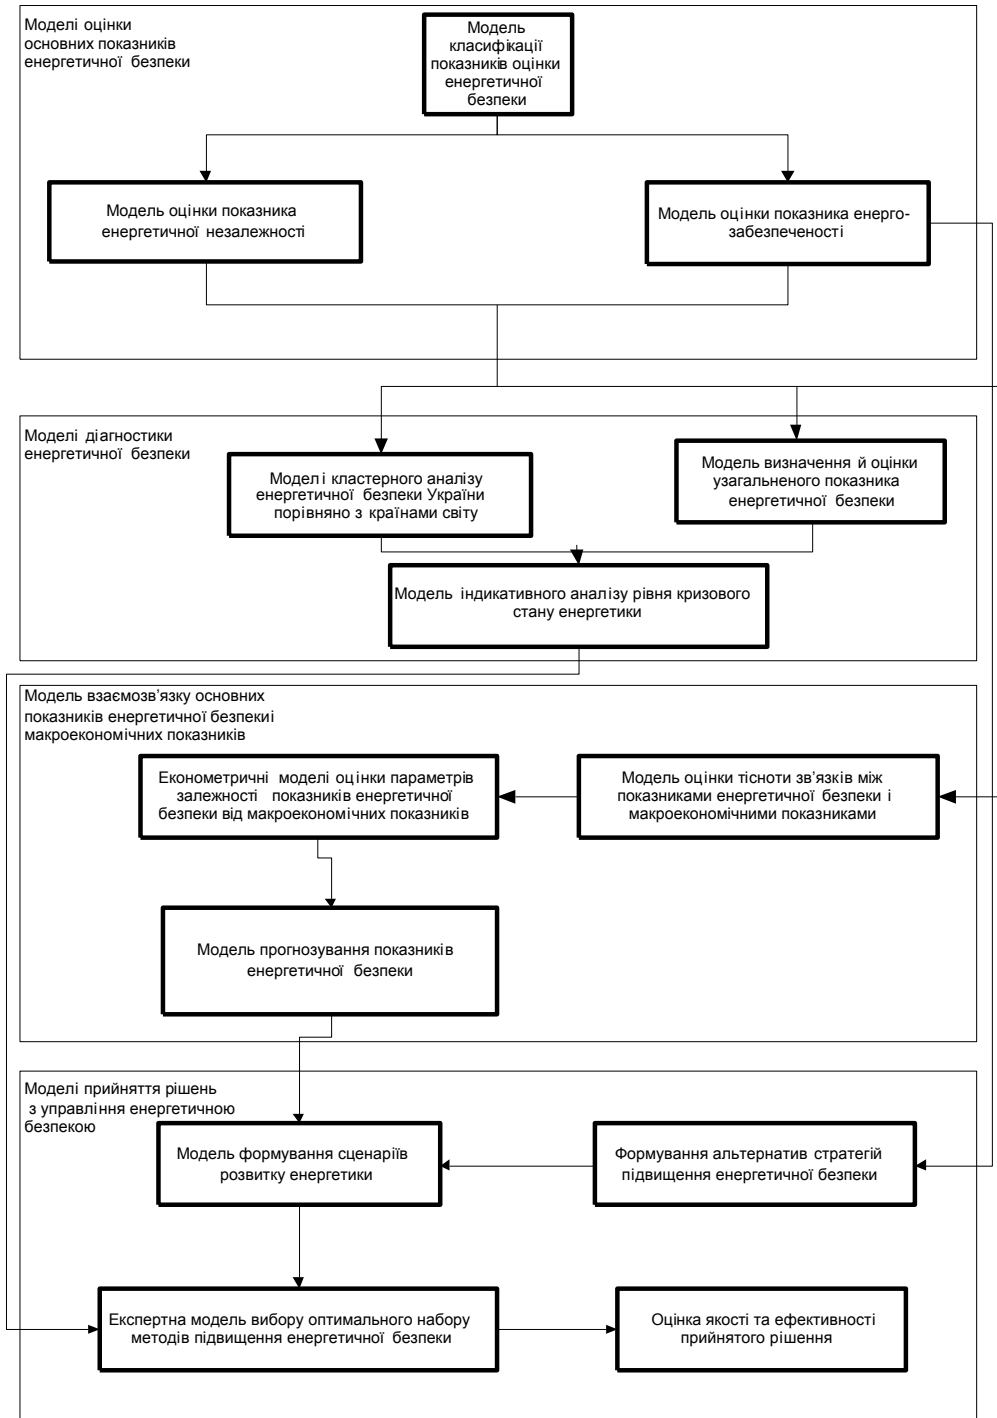 Моделі оцінки
основних показників
енергетичної безпеки
Модель
класифікації
показників оцінки
енергетичної
безпеки
Модель оцінки показника
енергетичної незалежності
Модель оцінки показника енерго-
забезпеченості
Моделі діагностики
енергетичної безпеки
Моделі кластерного аналізу
енергетичної безпеки України
порівняно з країнами світу
Модель визначення й оцінки
узагальненого показника
енергетичної безпеки
Модель індикативного аналізу рівня кризового
стану енергетики
Модель взаємозв’язку основних
показників енергетичної безпекиі
макроекономічних показників
Економетричні моделі оцінки параметрів
залежності показників енергетичної
безпеки від макроекономічних показників
Модель оцінки тісноти зв’язків між
показниками енергетичної безпеки і
макроекономічними показниками
Модель прогнозування показників
енергетичної безпеки
Моделі прийняття рішень
з управління енергетичною
безпекою
Модель формування сценаріїв
розвитку енергетики
Формування альтернатив стратегій
підвищення енергетичної безпеки
Експертна модель вибору оптимального набору
методів підвищення енергетичної безпеки
Оцінка якості та ефективності
прийнятого рішення